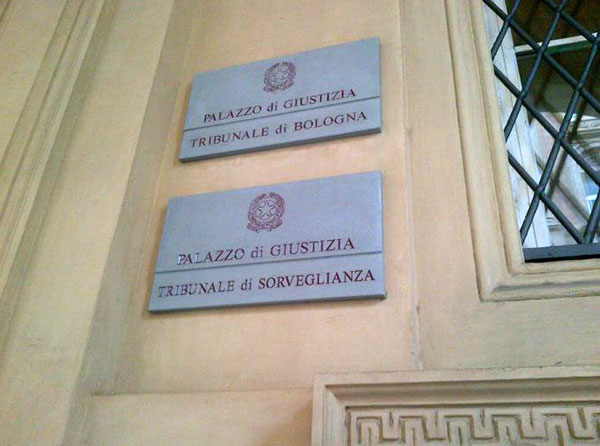 PALAZZO di GIUSTIZIA
TRIBUNALE di BOLOGNA
PALAZZO di GIUSTIZIA
TRIBUNALE di SORVEGLIANZA